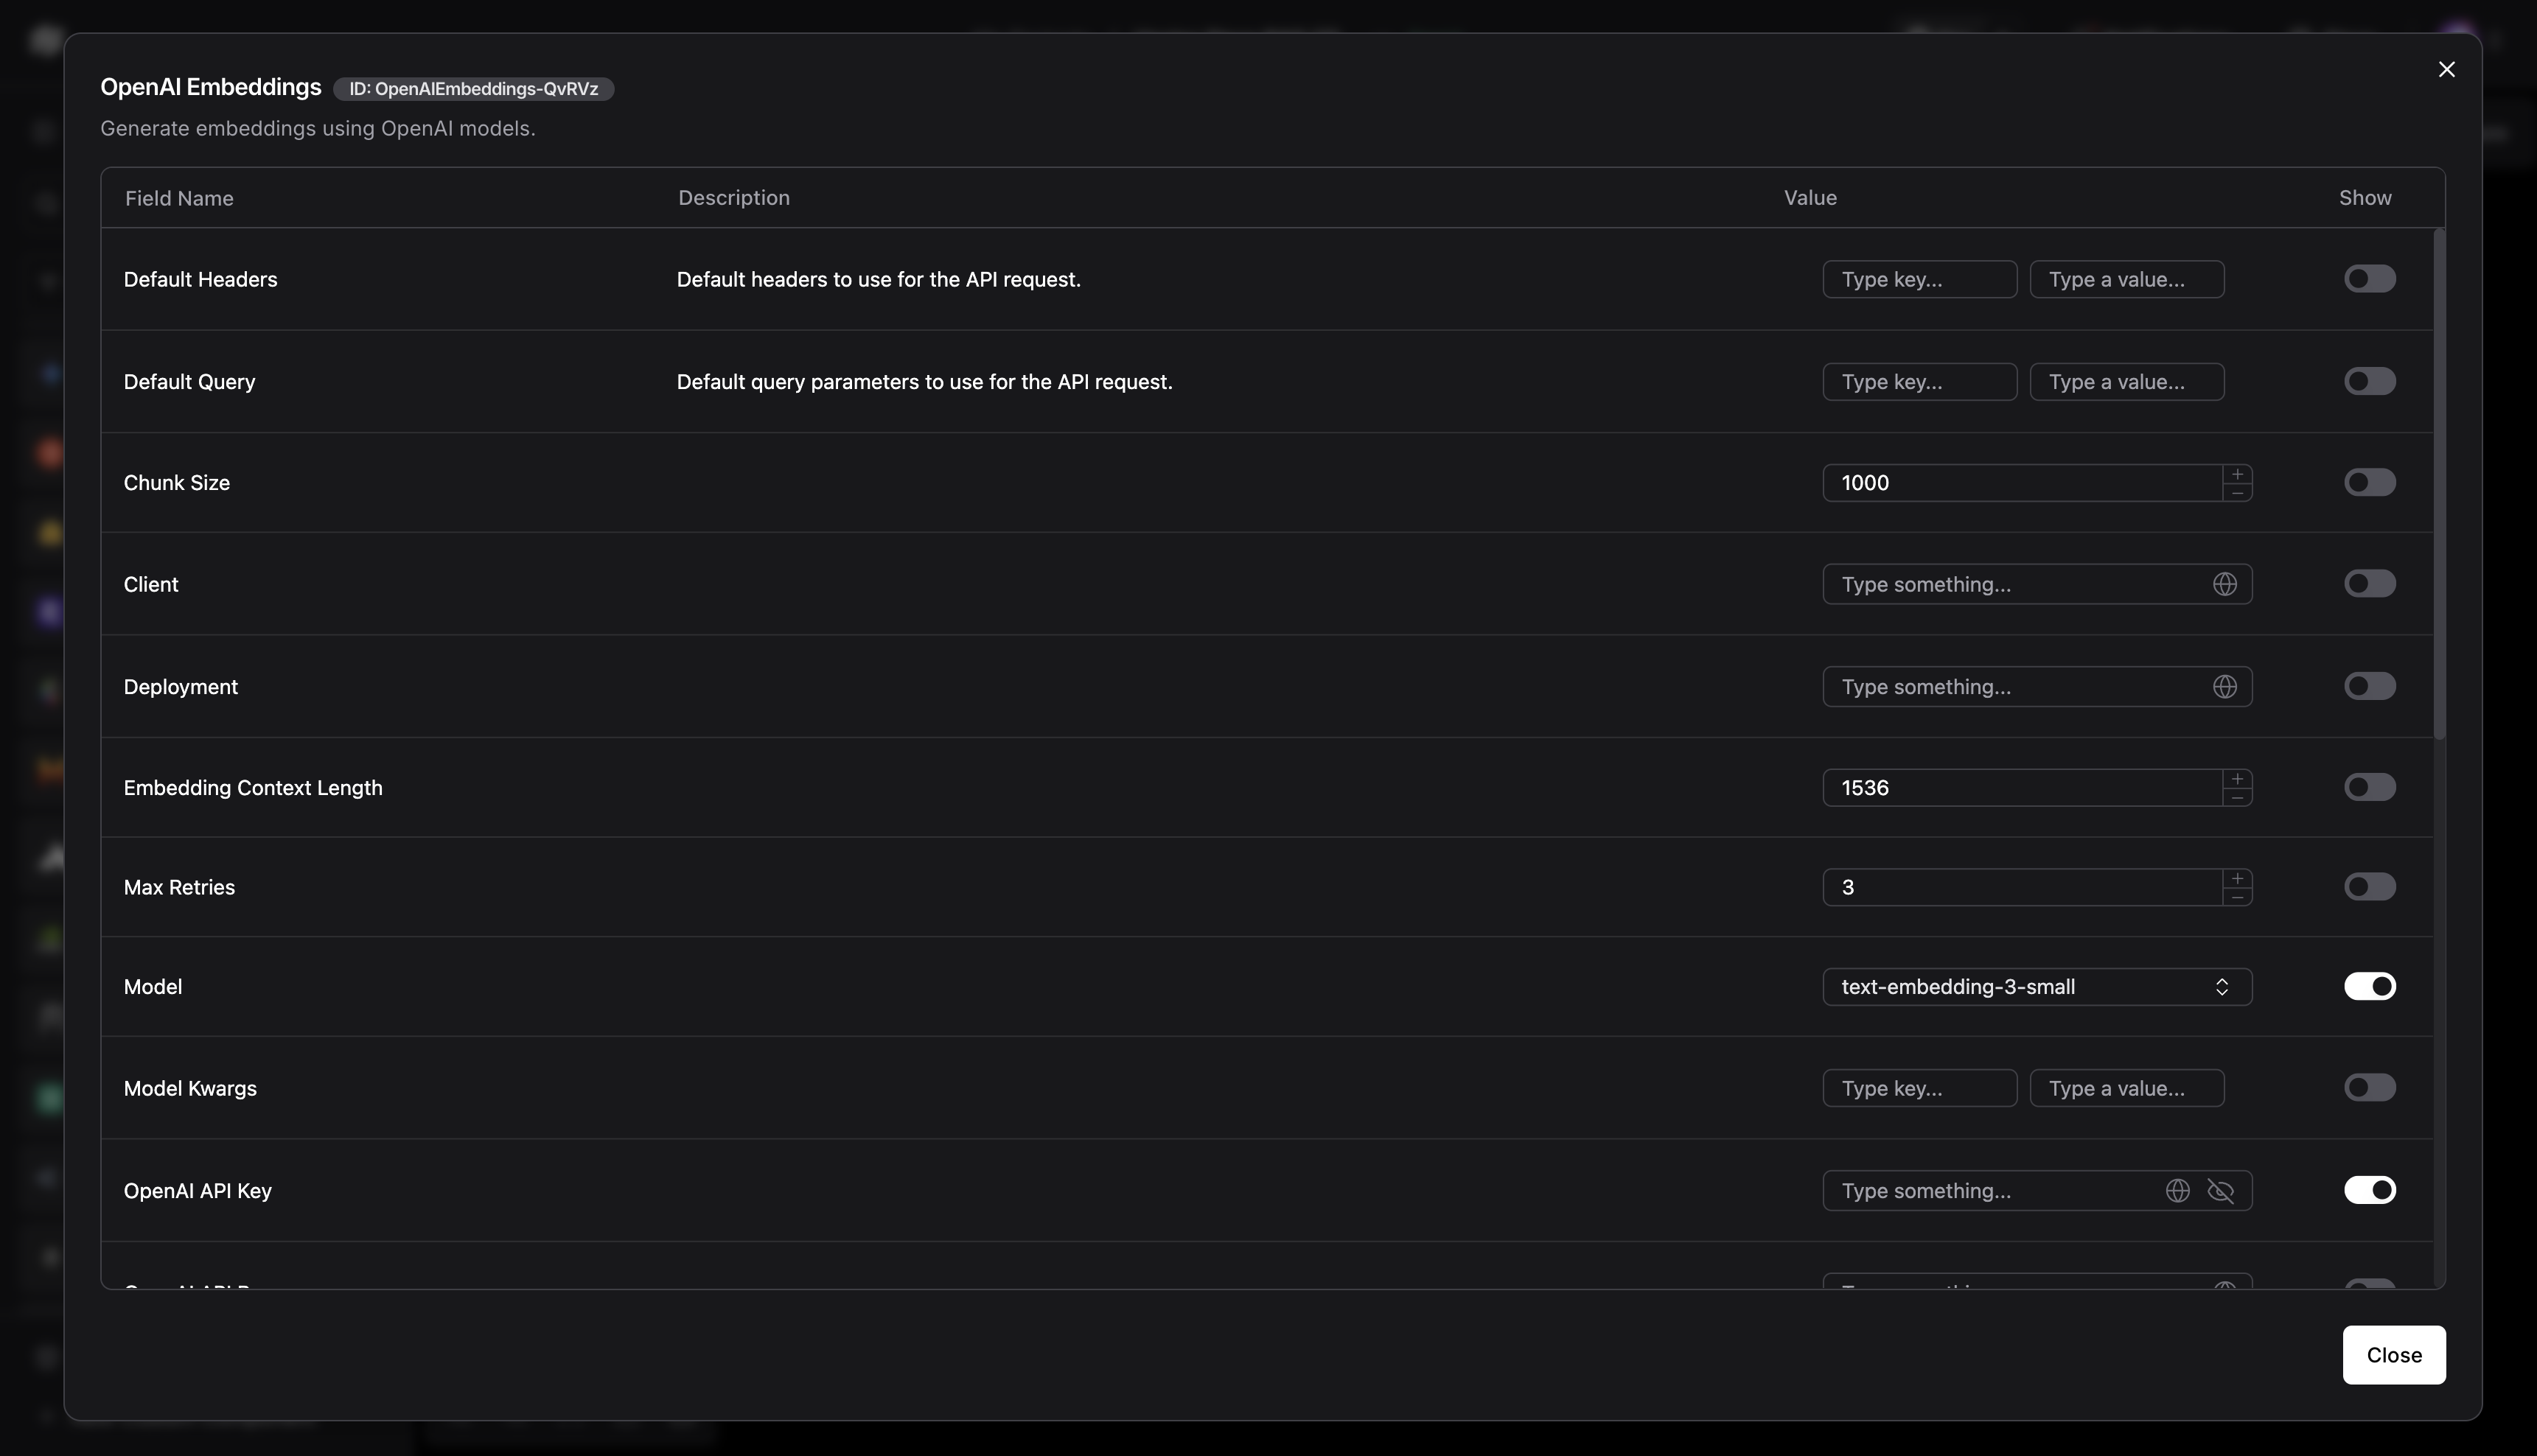 OpenAI Embeddings ID: OpenAIEmbeddings-QvRVz
Generate embeddings using OpenAI models.
Field Name Description Value Show
Default Headers Default headers to use for the API request. Type key... Type a value...
Default Query Default query parameters to use for the API request. Type key... Type a value...
Chunk Size 1000
Client Type something...
Deployment Type something...
Embedding Context Length 1536
Max Retries 3
Model text-embedding-3-small
Model Kwargs Type key... Type a value...
OpenAI API Key Type something...
Close